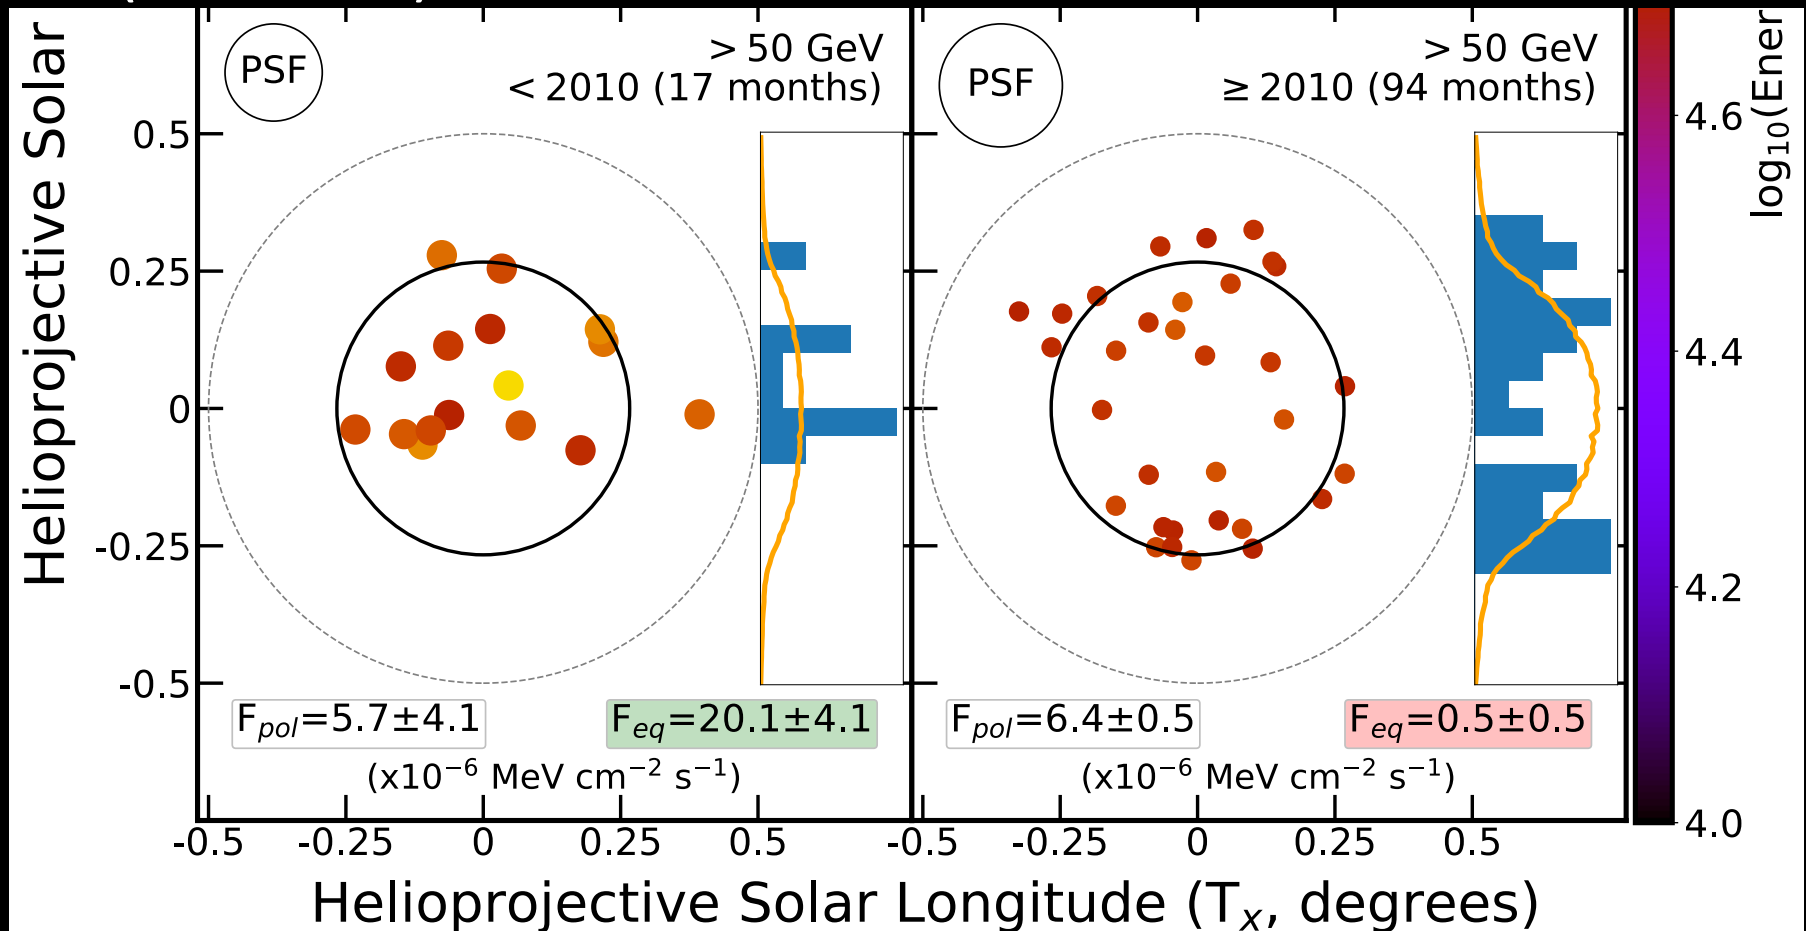 Helioprojective Solar
PSF
> 50 GeV
< 2010 (17 months)
PSF
> 50 GeV
≥ 2010 (94 months)
log₁₀(Ener
0.5
0.25
0
-0.25
-0.5
4.6
4.4
4.2
4.0
F_pol=5.7±4.1
F_eq=20.1±4.1
(x10⁻⁶ MeV cm⁻² s⁻¹)
F_pol=6.4±0.5
F_eq=0.5±0.5
(x10⁻⁶ MeV cm⁻² s⁻¹)
-0.5 -0.25 0 0.25 0.5
-0.5 -0.25 0 0.25 0.5
Helioprojective Solar Longitude (Tₓ, degrees)